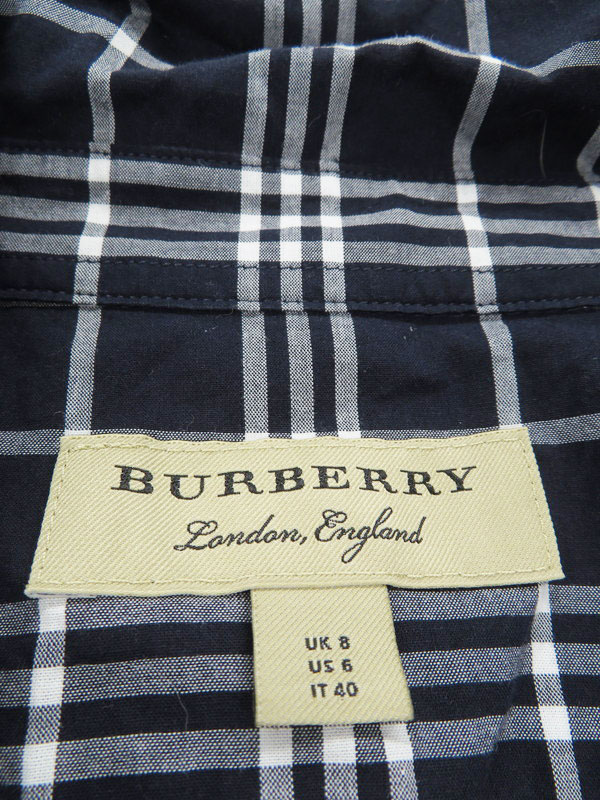 BURBERRY
London, England
UK 8
US 6
IT 40